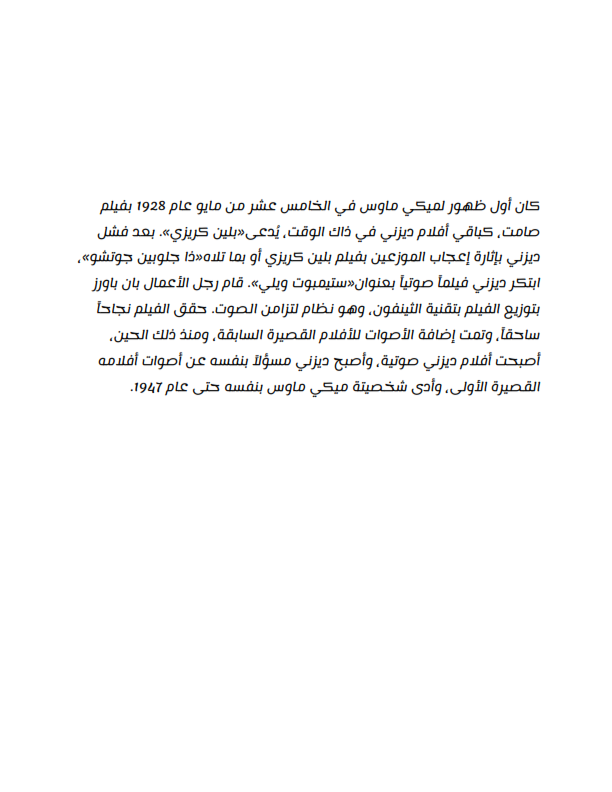 كان أول ظهور لميكي ماوس في الخامس عشر من مايو عام 1928 بفيلم
صامت، كباقي أفلام ديزني في ذاك الوقت، يُدعى«بلين كريزي». بعد فشل
ديزني بإثارة إعجاب الموزعين بفيلم بلين كريزي أو بما تلاه«ذا جلوبين جوتشو»،
ابتكر ديزني فيلماً صوتياً بعنوان«ستيمبوت ويلي». قام رجل الأعمال بان باورز
بتوزيع الفيلم بتقنية الثينفون، وهو نظام لتزامن الصوت. حقق الفيلم نجاحاً
ساحقاً، وتمت إضافة الأصوات للأفلام القصيرة السابقة، ومنذ ذلك الحين،
أصبحت أفلام ديزني صوتية، وأصبح ديزني مسؤلاً بنفسه عن أصوات أفلامه
القصيرة الأولى، وأدى شخصيتة ميكي ماوس بنفسه حتى عام 1947.